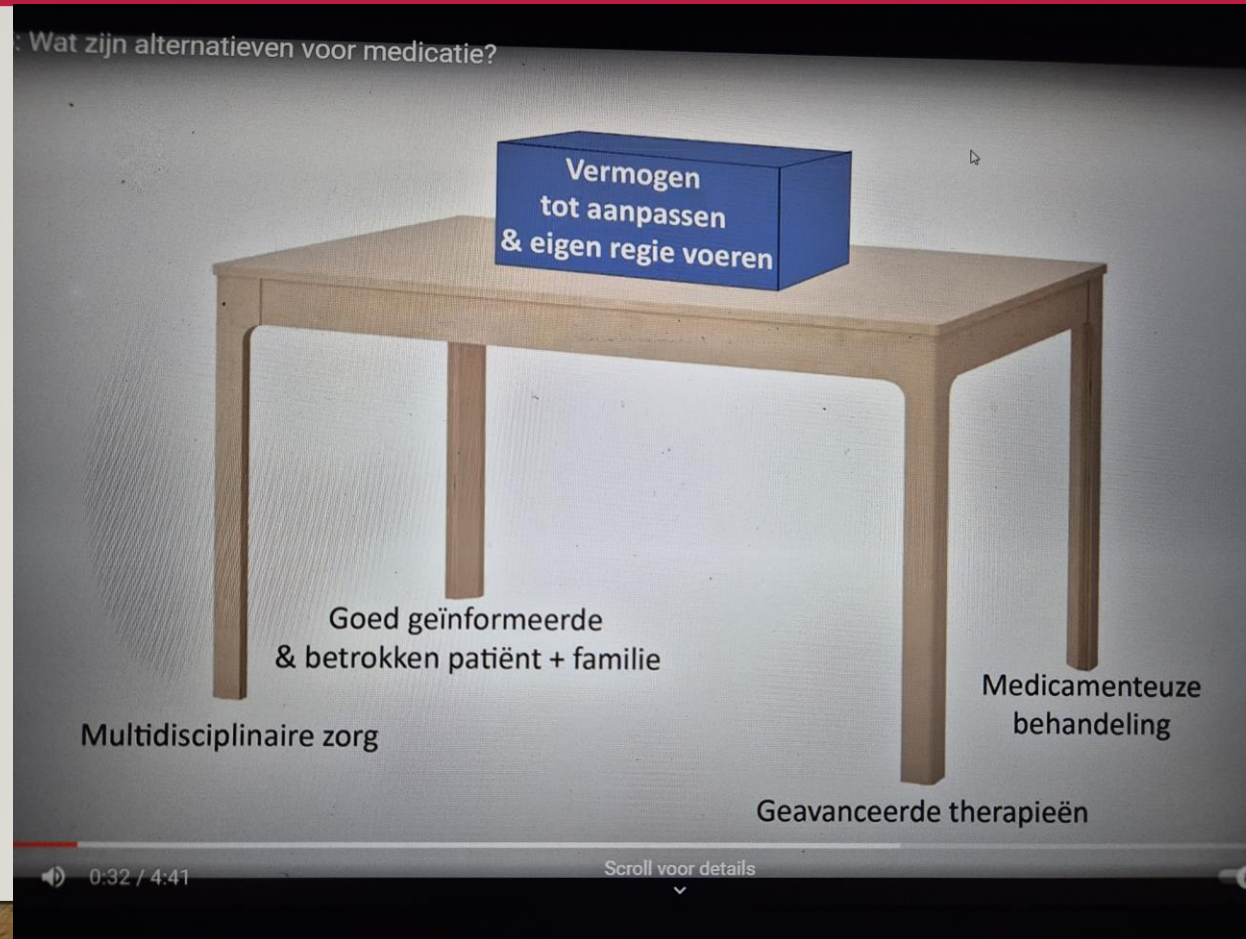 : Wat zijn alternatieven voor medicatie?
Vermogen
tot aanpassen
& eigen regie voeren
Goed geïnformeerde
& betrokken patiënt + familie
Multidisciplinaire zorg
Medicamenteuze
behandeling
Geavanceerde therapieën
0:32 / 4:41
Scroll voor details